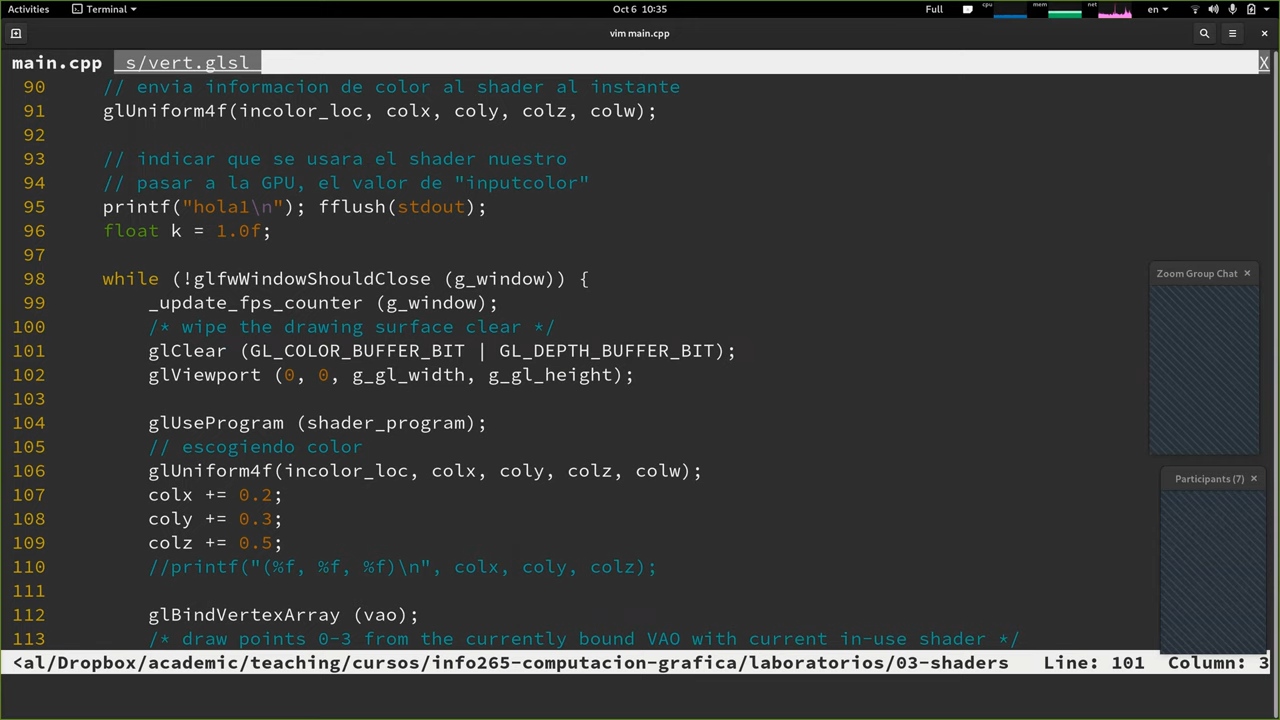 Activities Terminal Oct 6 10:35 Full cpu mem net en
vim main.cpp
main.cpp s/vert.glsl X
90 // envia informacion de color al shader al instante
91 glUniform4f(incolor_loc, colx, coly, colz, colw);
92
93 // indicar que se usara el shader nuestro
94 // pasar a la GPU, el valor de "inputcolor"
95 printf("hola1\n"); fflush(stdout);
96 float k = 1.0f;
97
98 while (!glfwWindowShouldClose (g_window)) {
99 _update_fps_counter (g_window);
100 /* wipe the drawing surface clear */
101 glClear (GL_COLOR_BUFFER_BIT | GL_DEPTH_BUFFER_BIT);
102 glViewport (0, 0, g_gl_width, g_gl_height);
103
104 glUseProgram (shader_program);
105 // escogiendo color
106 glUniform4f(incolor_loc, colx, coly, colz, colw);
107 colx += 0.2;
108 coly += 0.3;
109 colz += 0.5;
110 //printf("(%f, %f, %f)\n", colx, coly, colz);
111
112 glBindVertexArray (vao);
113 /* draw points 0-3 from the currently bound VAO with current in-use shader */
<al/Dropbox/academic/teaching/cursos/info265-computacion-grafica/laboratorios/03-shaders Line: 101 Column: 3
Zoom Group Chat
Participants (7)